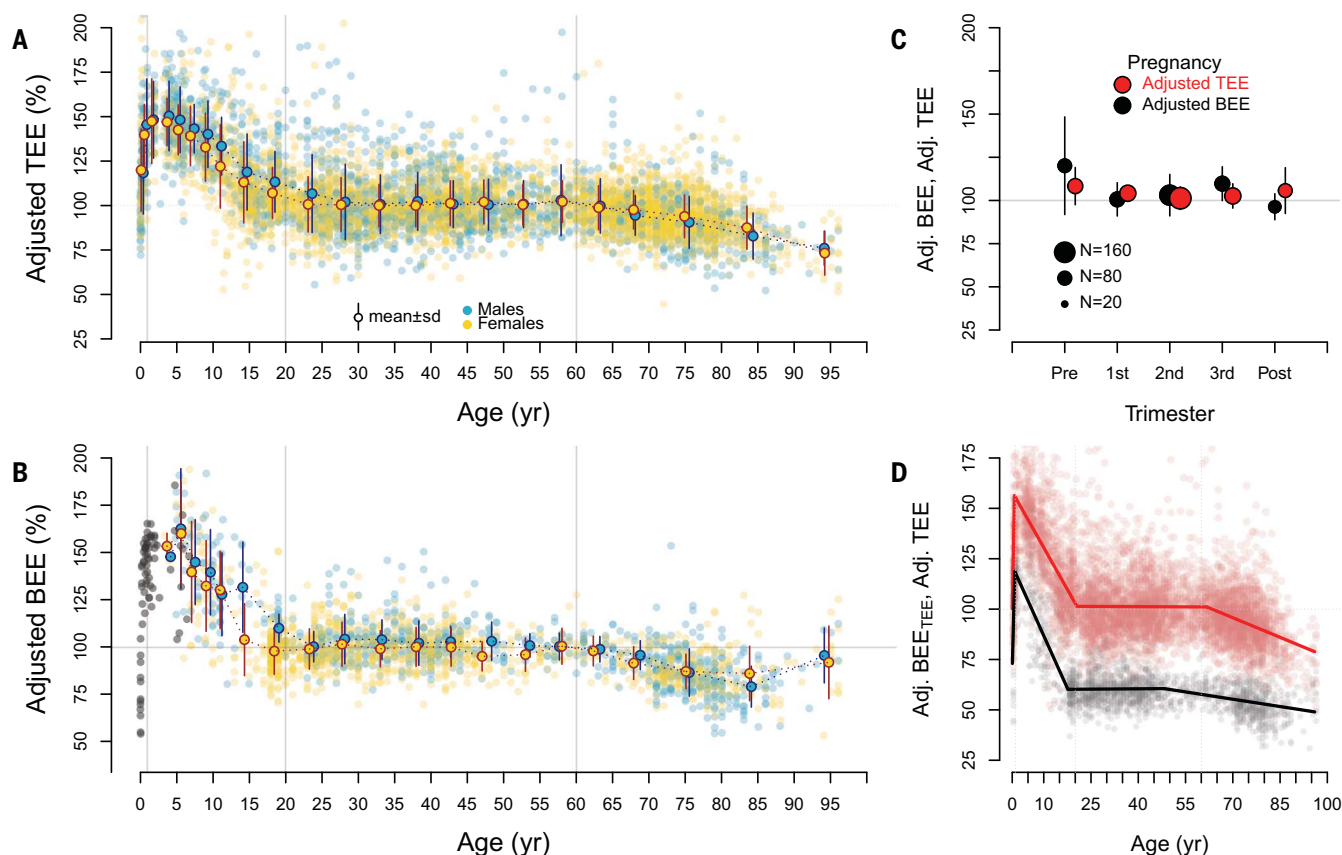 A
Adjusted TEE (%)
200
175
150
125
100
75
50
25
mean±sd
Males
Females
0 5 10 15 20 25 30 35 40 45 50 55 60 65 70 75 80 85 90 95
Age (yr)
C
Adj. BEE, Adj. TEE
200
150
100
75
50
25
Pregnancy
Adjusted TEE
Adjusted BEE
N=160
N=80
N=20
Pre 1st 2nd 3rd Post
Trimester
B
Adjusted BEE (%)
200
175
150
125
100
75
50
0 5 10 15 20 25 30 35 40 45 50 55 60 65 70 75 80 85 90 95
Age (yr)
D
Adj. BEETEE, Adj. TEE
175
150
125
100
75
50
25
0 10 20 40 55 70 85 100
Age (yr)